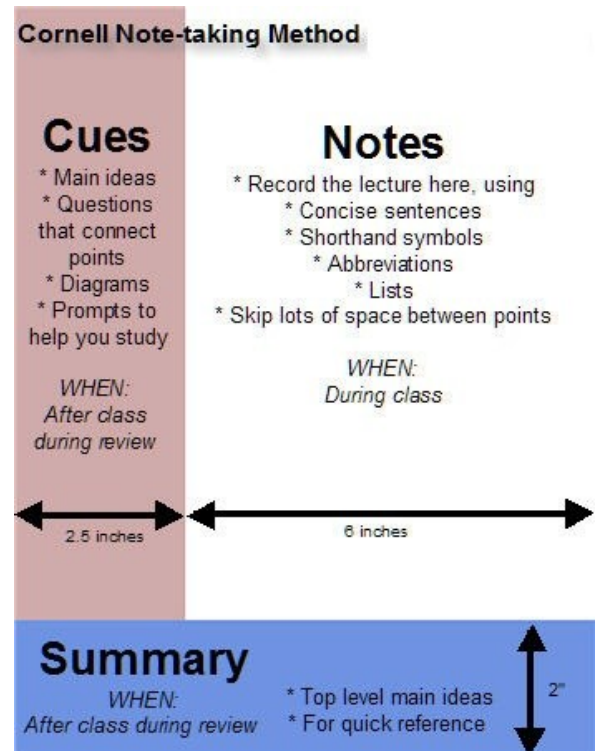 Cornell Note-taking Method
Cues
* Main ideas
* Questions
that connect
points
* Diagrams
* Prompts to
help you study
WHEN:
After class
during review
2.5 inches
Notes
* Record the lecture here, using
* Concise sentences
* Shorthand symbols
* Abbreviations
* Lists
* Skip lots of space between points
WHEN:
During class
6 inches
Summary
WHEN:
After class during review
* Top level main ideas
* For quick reference
2"